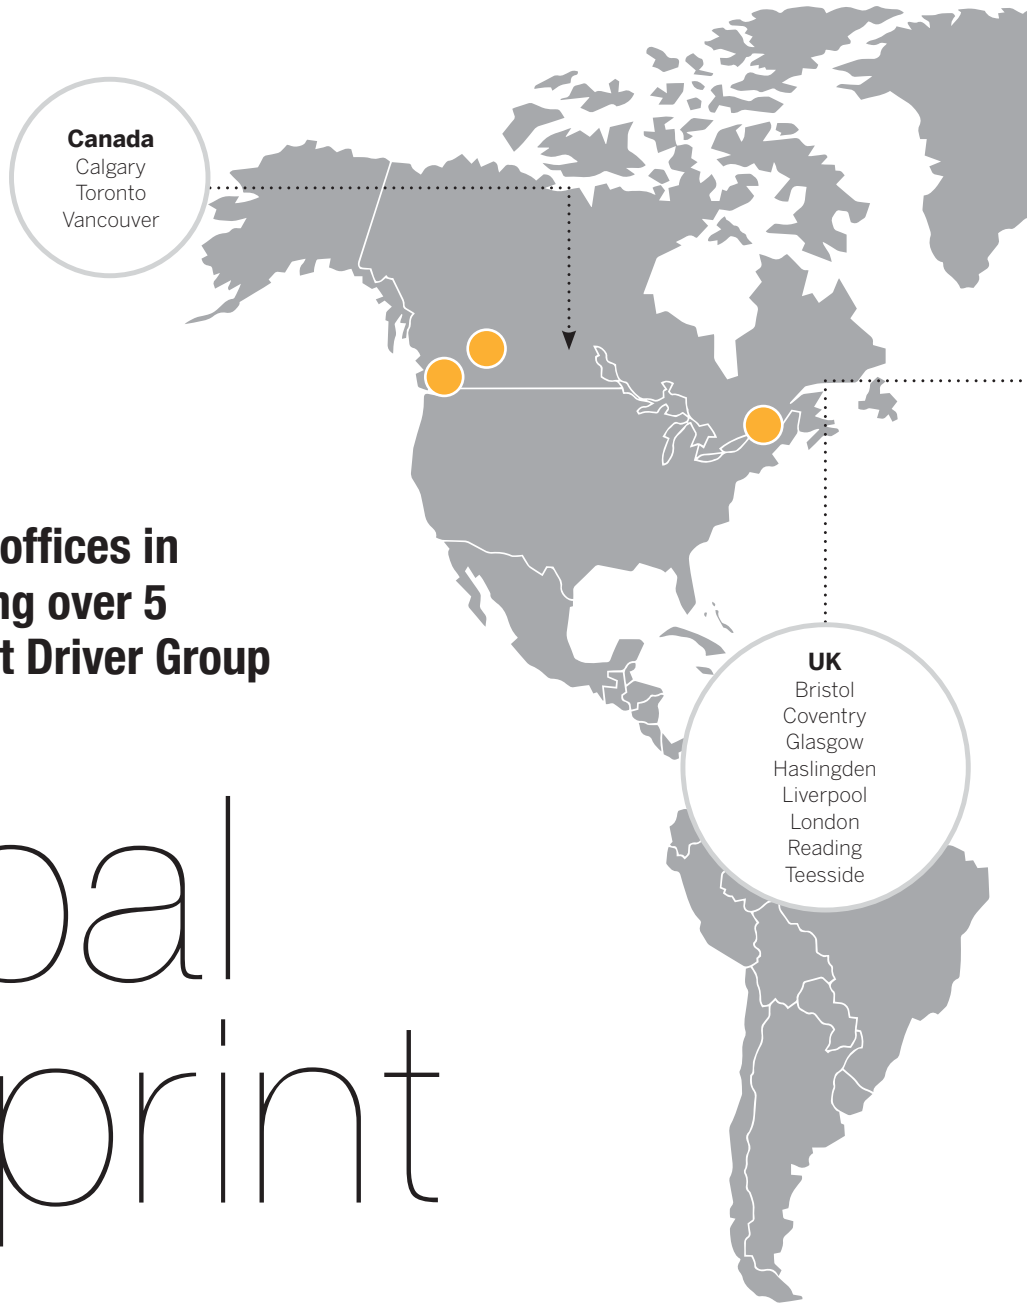 Canada
Calgary
Toronto
Vancouver
offices in
ng over 5
t Driver Group
UK
Bristol
Coventry
Glasgow
Haslingden
Liverpool
London
Reading
Teesside
bal
print